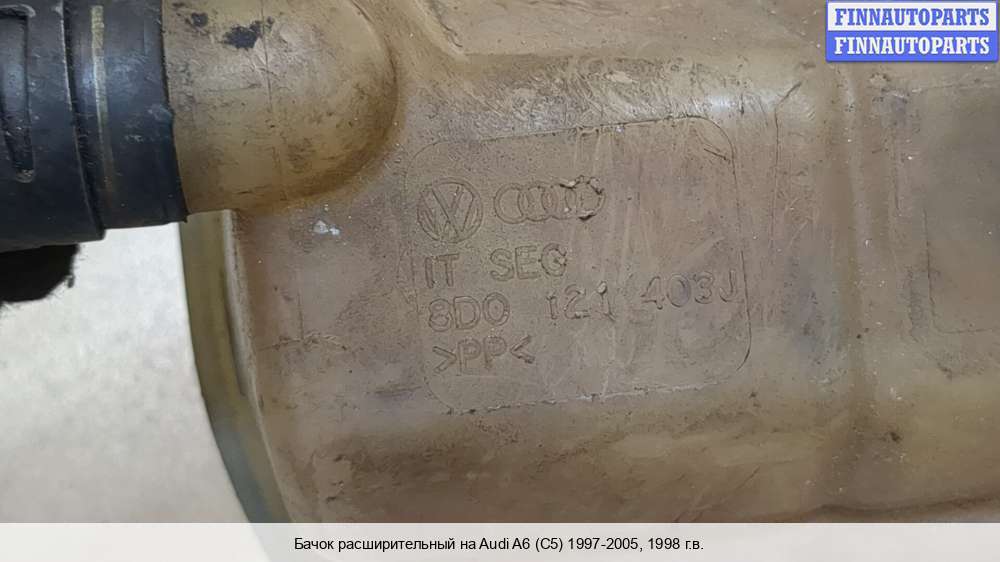 FINNAUTOPARTS
FINNAUTOPARTS
IT SEG
8D0 121 403J
>PP<
Бачок расширительный на Audi A6 (C5) 1997-2005, 1998 г.в.